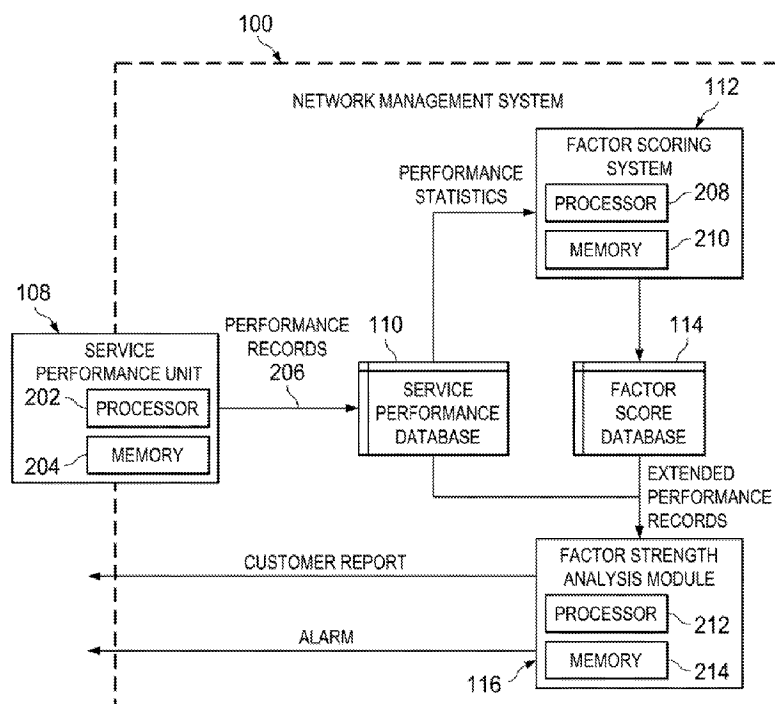 100
NETWORK MANAGEMENT SYSTEM
112
FACTOR SCORING
SYSTEM
PROCESSOR
208
MEMORY
210
PERFORMANCE
STATISTICS
108
SERVICE
PERFORMANCE UNIT
202
PROCESSOR
204
MEMORY
PERFORMANCE
RECORDS
206
110
SERVICE
PERFORMANCE
DATABASE
114
FACTOR
SCORE
DATABASE
EXTENDED
PERFORMANCE
RECORDS
CUSTOMER REPORT
ALARM
FACTOR STRENGTH
ANALYSIS MODULE
PROCESSOR
212
MEMORY
214
116